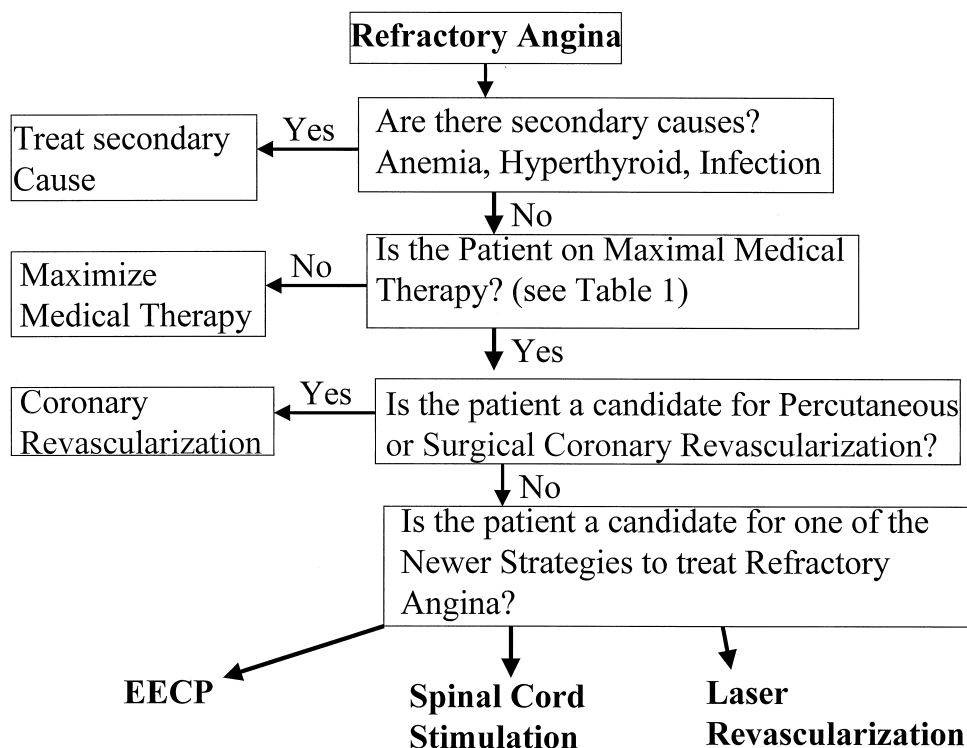 Refractory Angina
Are there secondary causes?
Anemia, Hyperthyroid, Infection
Yes
Treat secondary
Cause
No
Is the Patient on Maximal Medical
Therapy? (see Table 1)
No
Maximize
Medical Therapy
Yes
Is the patient a candidate for Percutaneous
or Surgical Coronary Revascularization?
Yes
Coronary
Revascularization
No
Is the patient a candidate for one of the
Newer Strategies to treat Refractory
Angina?
EECP
Spinal Cord
Stimulation
Laser
Revascularization